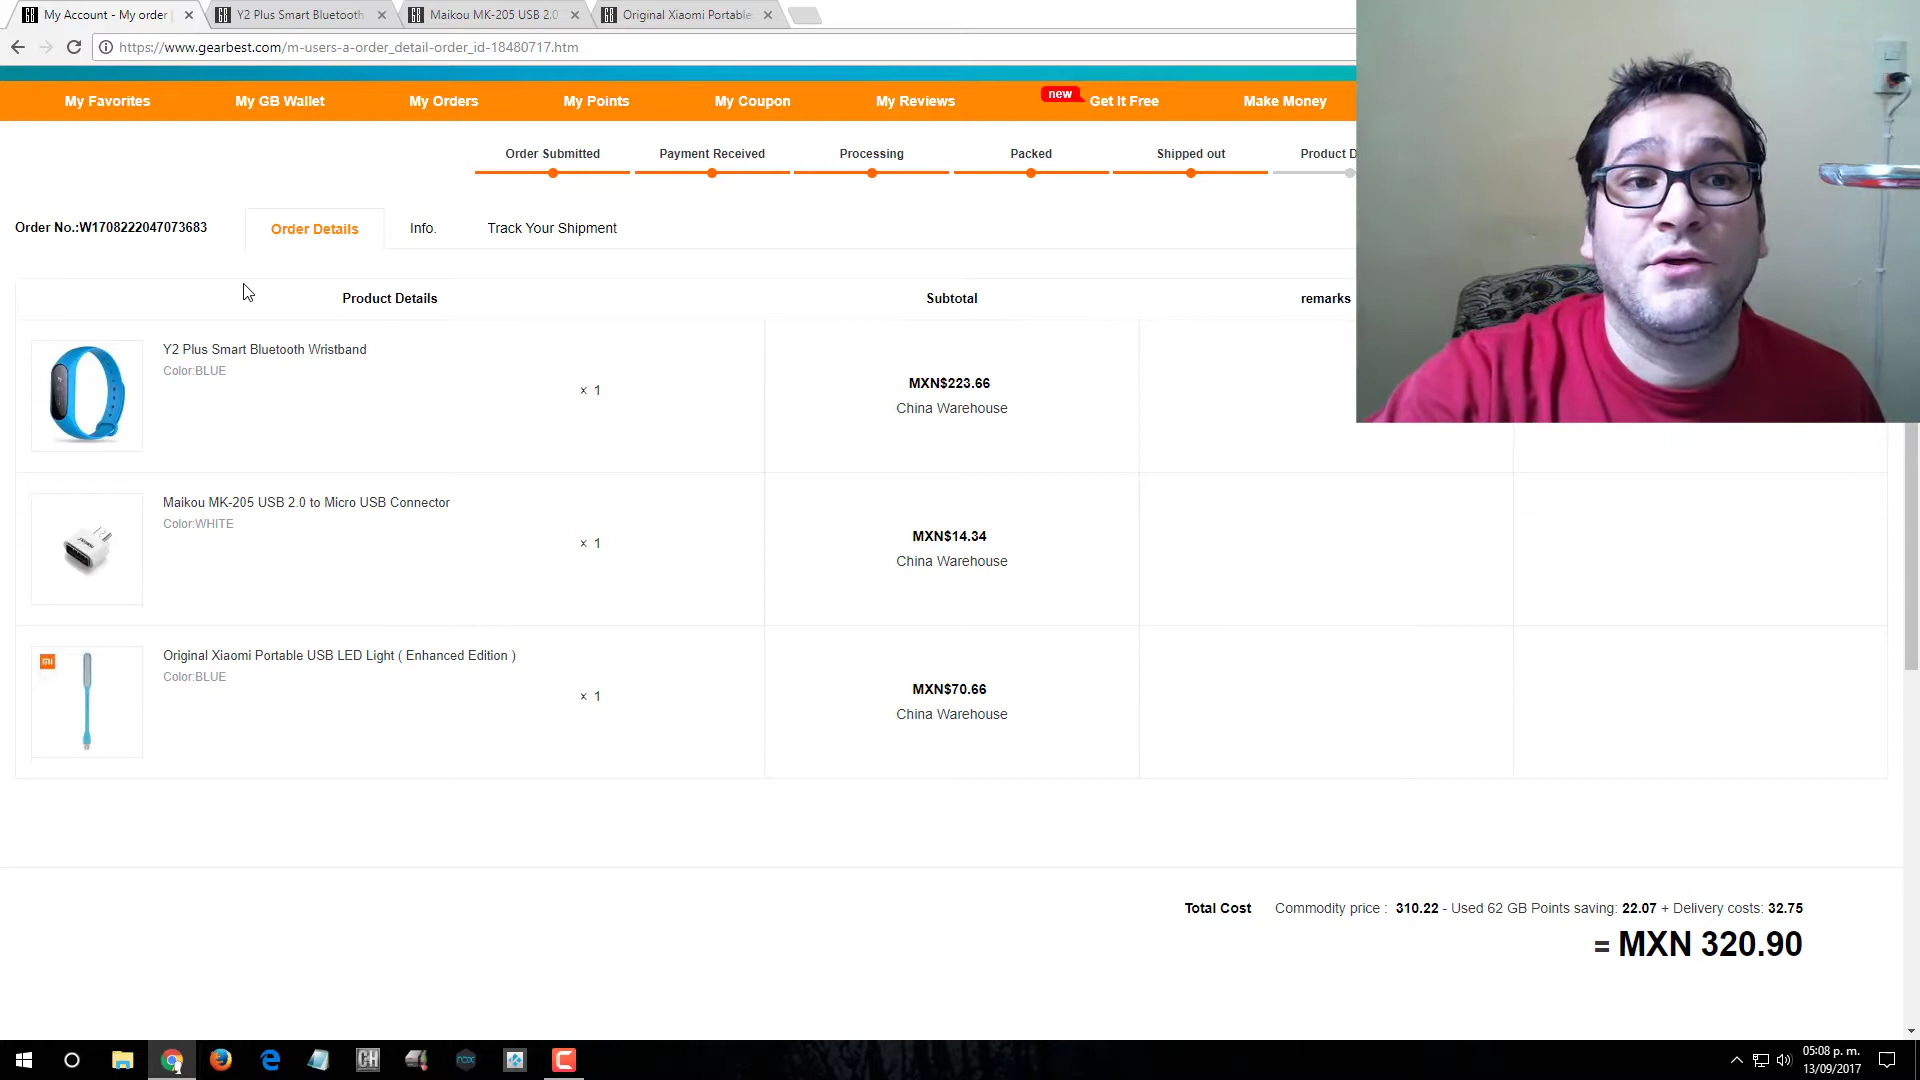 My Account - My order
Y2 Plus Smart Bluetooth
Maikou MK-205 USB 2.0
Original Xiaomi Portable
https://www.gearbest.com/m-users-a-order_detail-order_id-18480717.htm
My Favorites
My GB Wallet
My Orders
My Points
My Coupon
My Reviews
new
Get It Free
Make Money
Order Submitted
Payment Received
Processing
Packed
Shipped out
Product D
Order No.:W1708222047073683
Order Details
Info.
Track Your Shipment
Product Details
Subtotal
remarks
Y2 Plus Smart Bluetooth Wristband
Color:BLUE
× 1
MXN$223.66
China Warehouse
Maikou MK-205 USB 2.0 to Micro USB Connector
Color:WHITE
× 1
MXN$14.34
China Warehouse
mi
Original Xiaomi Portable USB LED Light ( Enhanced Edition )
Color:BLUE
× 1
MXN$70.66
China Warehouse
Total Cost Commodity price : 310.22 - Used 62 GB Points saving: 22.07 + Delivery costs: 32.75
= MXN 320.90
05:08 p. m.
13/09/2017